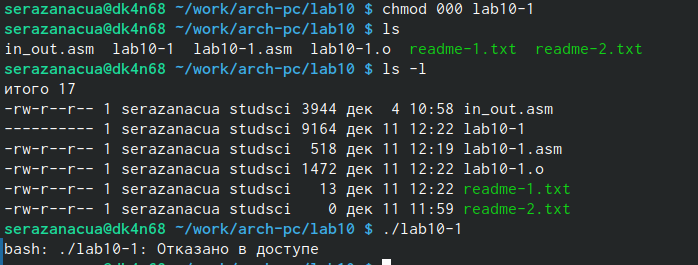 serazanacua@dk4n68 ~/work/arch-pc/lab10 $ chmod 000 lab10-1
serazanacua@dk4n68 ~/work/arch-pc/lab10 $ ls
in_out.asm  lab10-1  lab10-1.asm  lab10-1.o  readme-1.txt  readme-2.txt
serazanacua@dk4n68 ~/work/arch-pc/lab10 $ ls -l
итого 17
-rw-r--r-- 1 serazanacua studsci 3944 дек  4 10:58 in_out.asm
---------- 1 serazanacua studsci 9164 дек 11 12:22 lab10-1
-rw-r--r-- 1 serazanacua studsci  518 дек 11 12:19 lab10-1.asm
-rw-r--r-- 1 serazanacua studsci 1472 дек 11 12:22 lab10-1.o
-rw-r--r-- 1 serazanacua studsci   13 дек 11 12:22 readme-1.txt
-rw-r--r-- 1 serazanacua studsci    0 дек 11 11:59 readme-2.txt
serazanacua@dk4n68 ~/work/arch-pc/lab10 $ ./lab10-1
bash: ./lab10-1: Отказано в доступе